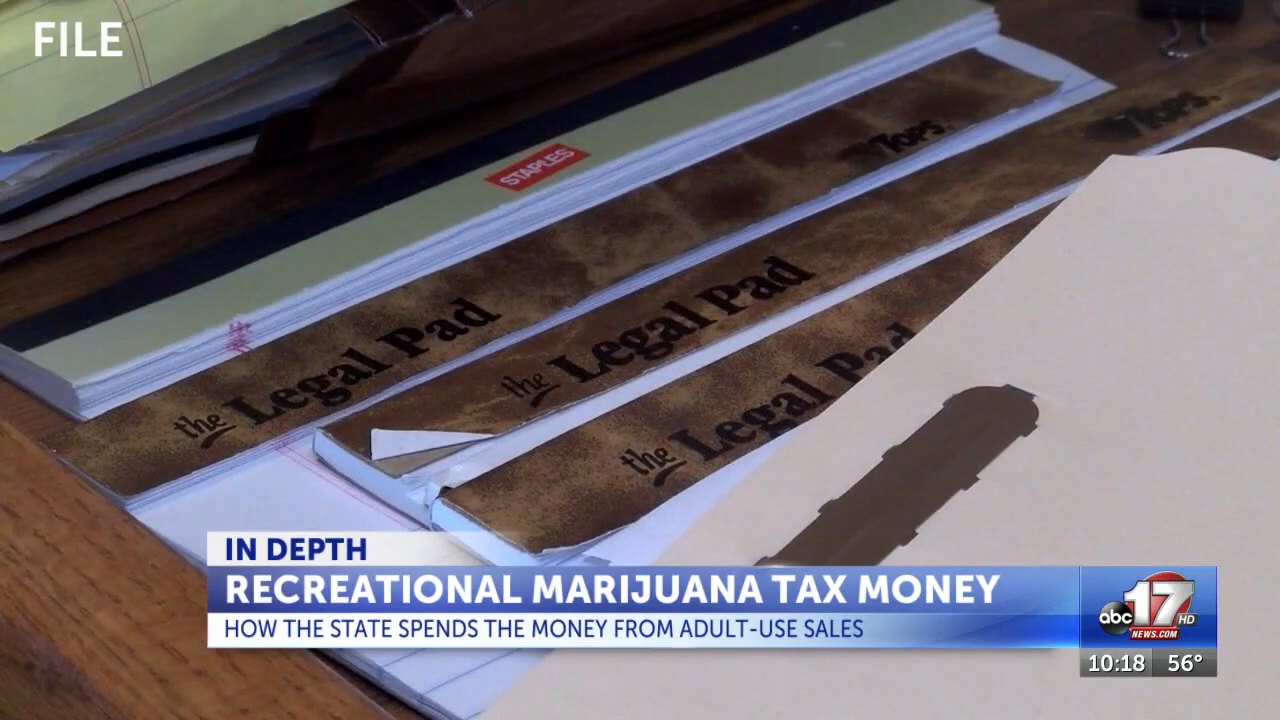 FILE
STAPLES
TOPS
TOPS
the Legal Pad
the Legal Pad
the Legal Pad
IN DEPTH
RECREATIONAL MARIJUANA TAX MONEY
HOW THE STATE SPENDS THE MONEY FROM ADULT-USE SALES
abc 17 HD
NEWS.COM
10:18 56°